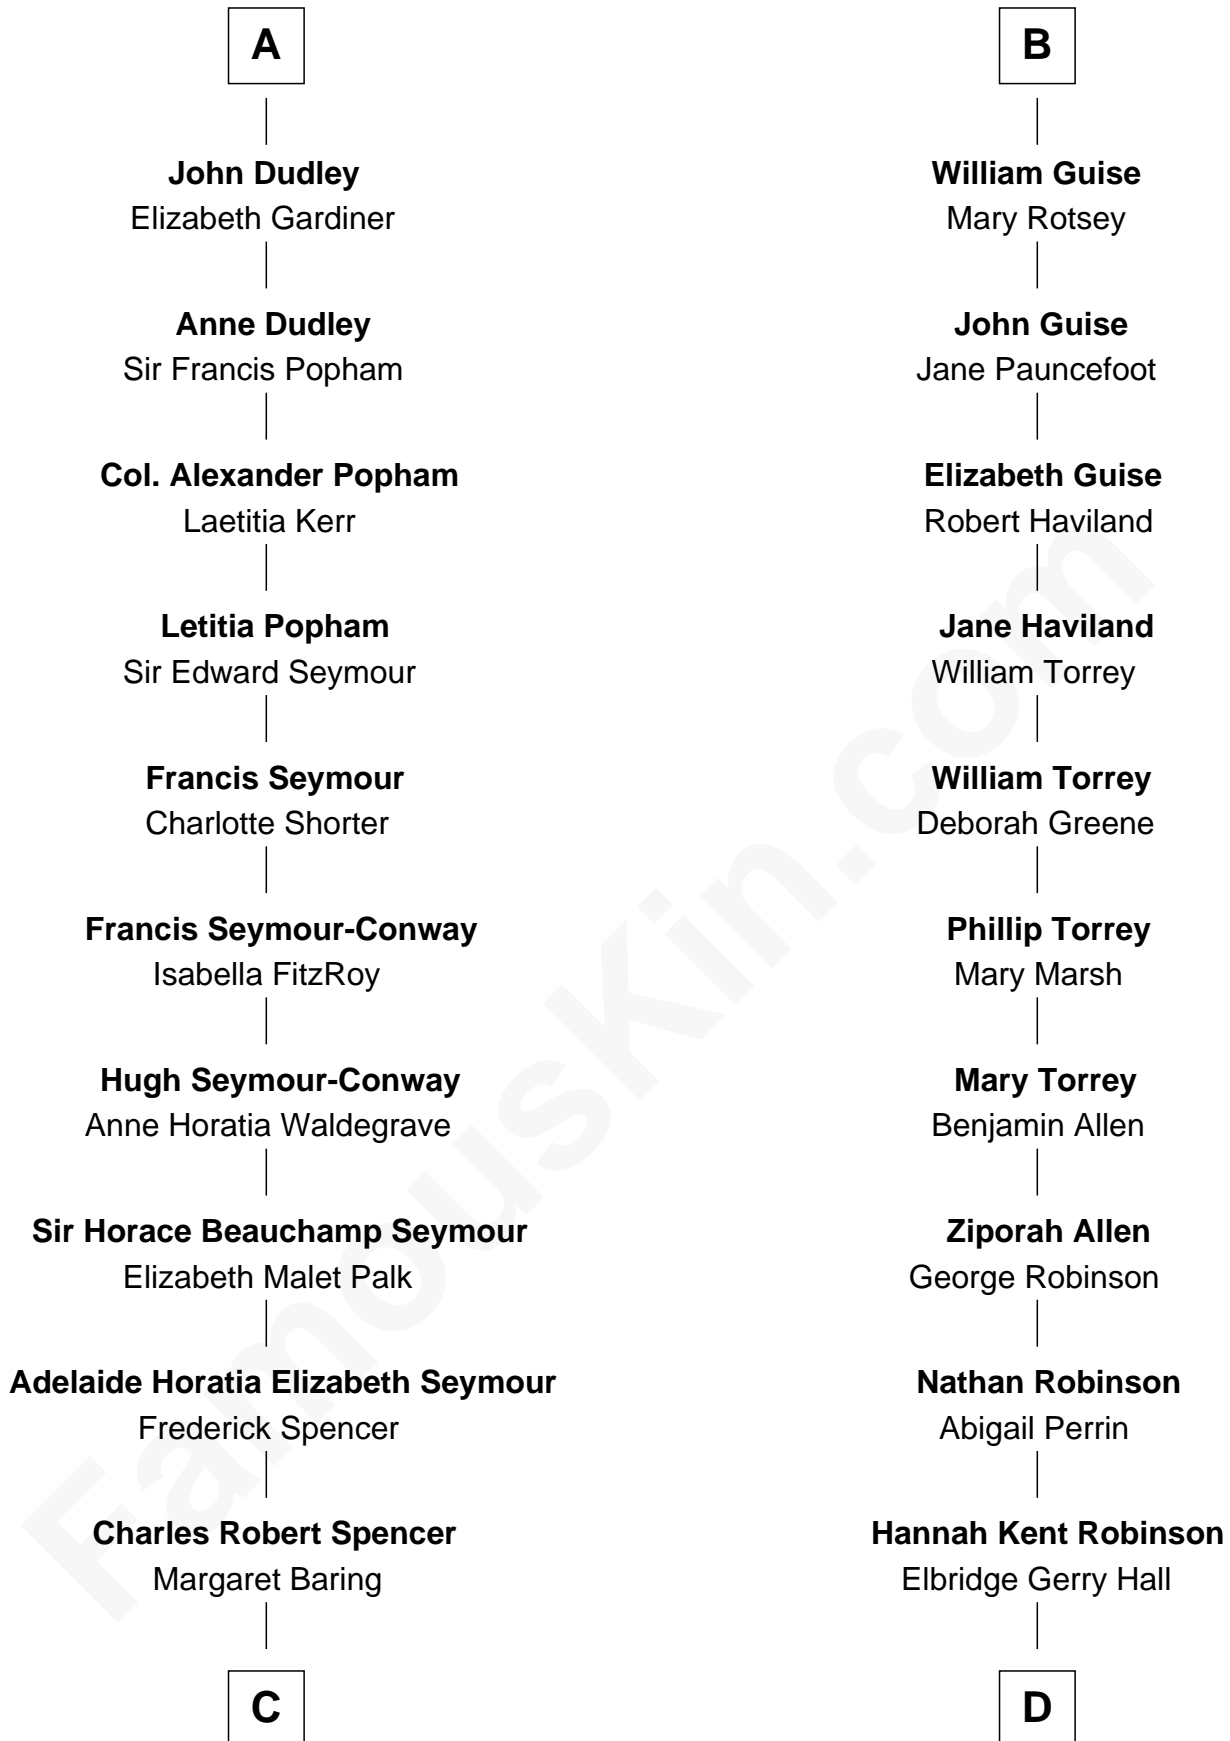 A
John Dudley
Elizabeth Gardiner
Anne Dudley
Sir Francis Popham
Col. Alexander Popham
Laetitia Kerr
Letitia Popham
Sir Edward Seymour
Francis Seymour
Charlotte Shorter
Francis Seymour-Conway
Isabella FitzRoy
Hugh Seymour-Conway
Anne Horatia Waldegrave
Sir Horace Beauchamp Seymour
Elizabeth Malet Palk
Adelaide Horatia Elizabeth Seymour
Frederick Spencer
Charles Robert Spencer
Margaret Baring
C
B
William Guise
Mary Rotsey
John Guise
Jane Pauncefoot
Elizabeth Guise
Robert Haviland
Jane Haviland
William Torrey
William Torrey
Deborah Greene
Phillip Torrey
Mary Marsh
Mary Torrey
Benjamin Allen
Ziporah Allen
George Robinson
Nathan Robinson
Abigail Perrin
Hannah Kent Robinson
Elbridge Gerry Hall
D
FamousKin.com